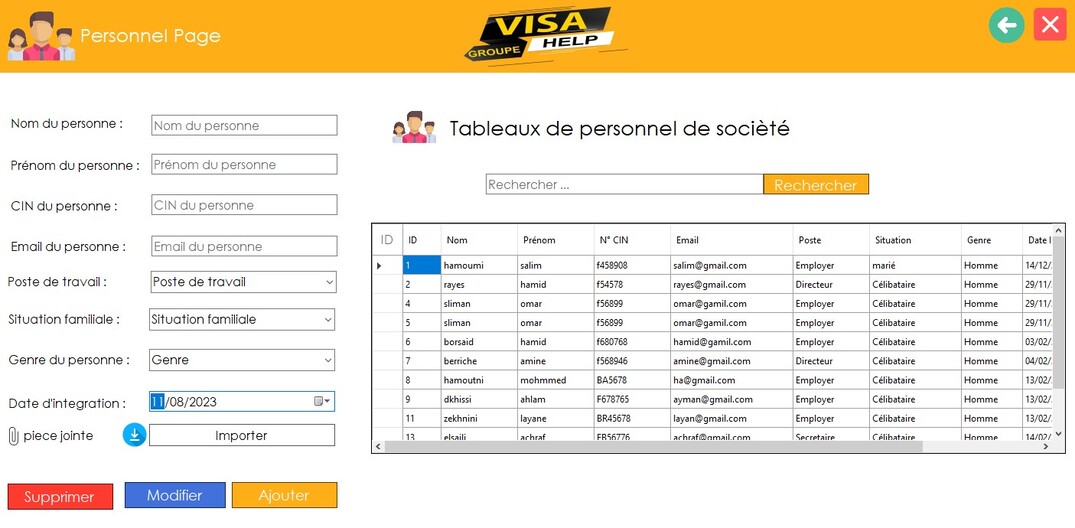 Personnel Page
VISA
GROUPE HELP
Nom du personne : Nom du personne
Prénom du personne : Prénom du personne
CIN du personne : CIN du personne
Email du personne : Email du personne
Poste de travail : Poste de travail
Situation familiale : Situation familiale
Genre du personne : Genre
Date d'integration : 11/08/2023
piece jointe Importer
Supprimer Modifier Ajouter
Tableaux de personnel de socièté
Rechercher ... Rechercher
ID ID Nom Prénom N° CIN Email Poste Situation Genre Date I
1 hamoumi salim f458908 salim@gmail.com Employer marié Homme 14/12/
2 rayes hamid f54578 rayes@gmail.com Directeur Célibataire Homme 29/11/
4 sliman omar f56899 omar@gamil.com Employer Célibataire Homme 29/11/
5 sliman omar f56899 omar@gmail.com Employer Célibataire Homme 29/11/
6 borsaid hamid f680768 hamid@gamil.com Employer Célibataire Homme 03/02/
7 berriche amine f568946 amine@gmail.com Directeur Célibataire Homme 04/02/
8 hamoutni mohmmed BA5678 ha@gmail.com Employer Célibataire Homme 13/02/
9 dkhissi ahlam F678765 ayman@gmail.com Employer Célibataire Homme 13/02/
11 zekhnini layane BR45678 layan@gmail.com Employer Célibataire Homme 13/02/
13 elsaili achraf EB56776 achraf@gmail.com Secretaire Célibataire Homme 14/02/